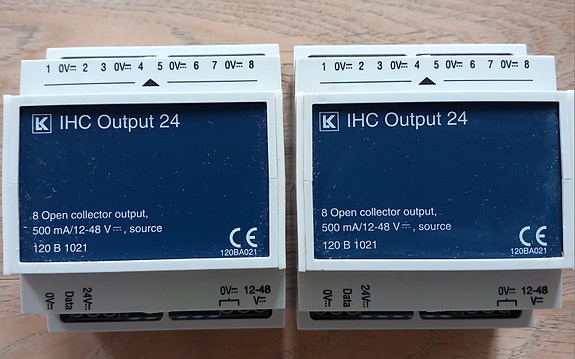 1 0V⎓ 2 3 0V⎓ 4 5 0V⎓ 6 7 0V⎓ 8
LK IHC Output 24
8 Open collector output,
500 mA/12-48 V⎓, source
120 B 1021
CE
120BA021
0V⎓ Data 24V⎓ 0V⎓ 12-48 V⎓
1 0V⎓ 2 3 0V⎓ 4 5 0V⎓ 6 7 0V⎓ 8
LK IHC Output 24
8 Open collector output,
500 mA/12-48 V⎓, source
120 B 1021
CE
120BA021
0V⎓ Data 24V⎓ 0V⎓ 12-48 V⎓